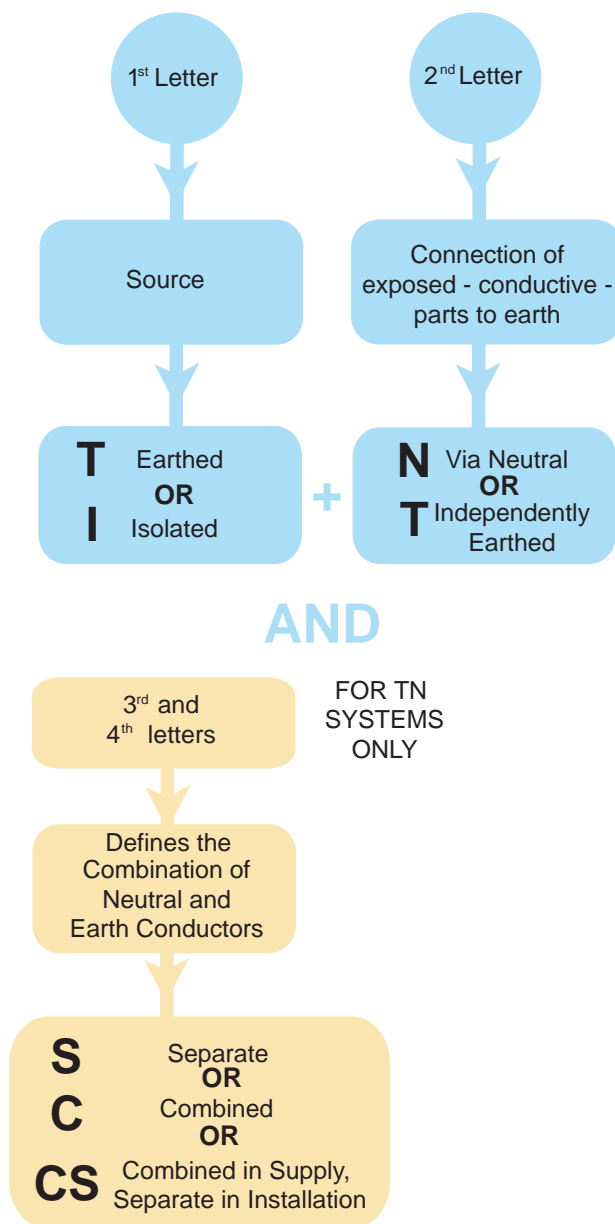 1st Letter
2nd Letter
Source
Connection of
exposed - conductive -
parts to earth
T Earthed
OR
I Isolated
+
N Via Neutral
OR
T Independently
Earthed
AND
3rd and
4th letters
FOR TN
SYSTEMS
ONLY
Defines the
Combination of
Neutral and
Earth Conductors
S Separate
OR
C Combined
OR
CS Combined in Supply,
Separate in Installation